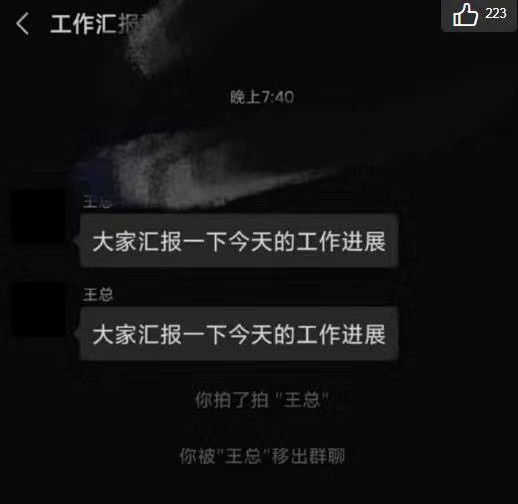 工作汇报
223
晚上7:40
王总
大家汇报一下今天的工作进展
王总
大家汇报一下今天的工作进展
你拍了拍 "王总"
你被"王总"移出群聊